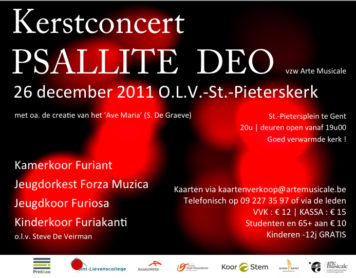 Kerstconcert
PSALLITE DEO
vzw Arte Musicale
26 december 2011 O.L.V.-St.-Pieterskerk
met oa. de creatie van het 'Ave Maria' (S. De Graeve)
St.-Pietersplein te Gent
20u | deuren open vanaf 19u00
Goed verwarmde kerk !
Kamerkoor Furiant
Jeugdorkest Forza Muzica
Jeugdkoor Furiosa
Kinderkoor Furiakanti
o.l.v. Steve De Veirman
Kaarten via kaartenverkoop@artemusicale.be
Telefonisch op 09 227 35 97 of via de leden
VVK : € 12 | KASSA : € 15
Studenten en 65+ aan € 10
Kinderen -12j GRATIS
Sint-Lievenscollege
Koor Stem